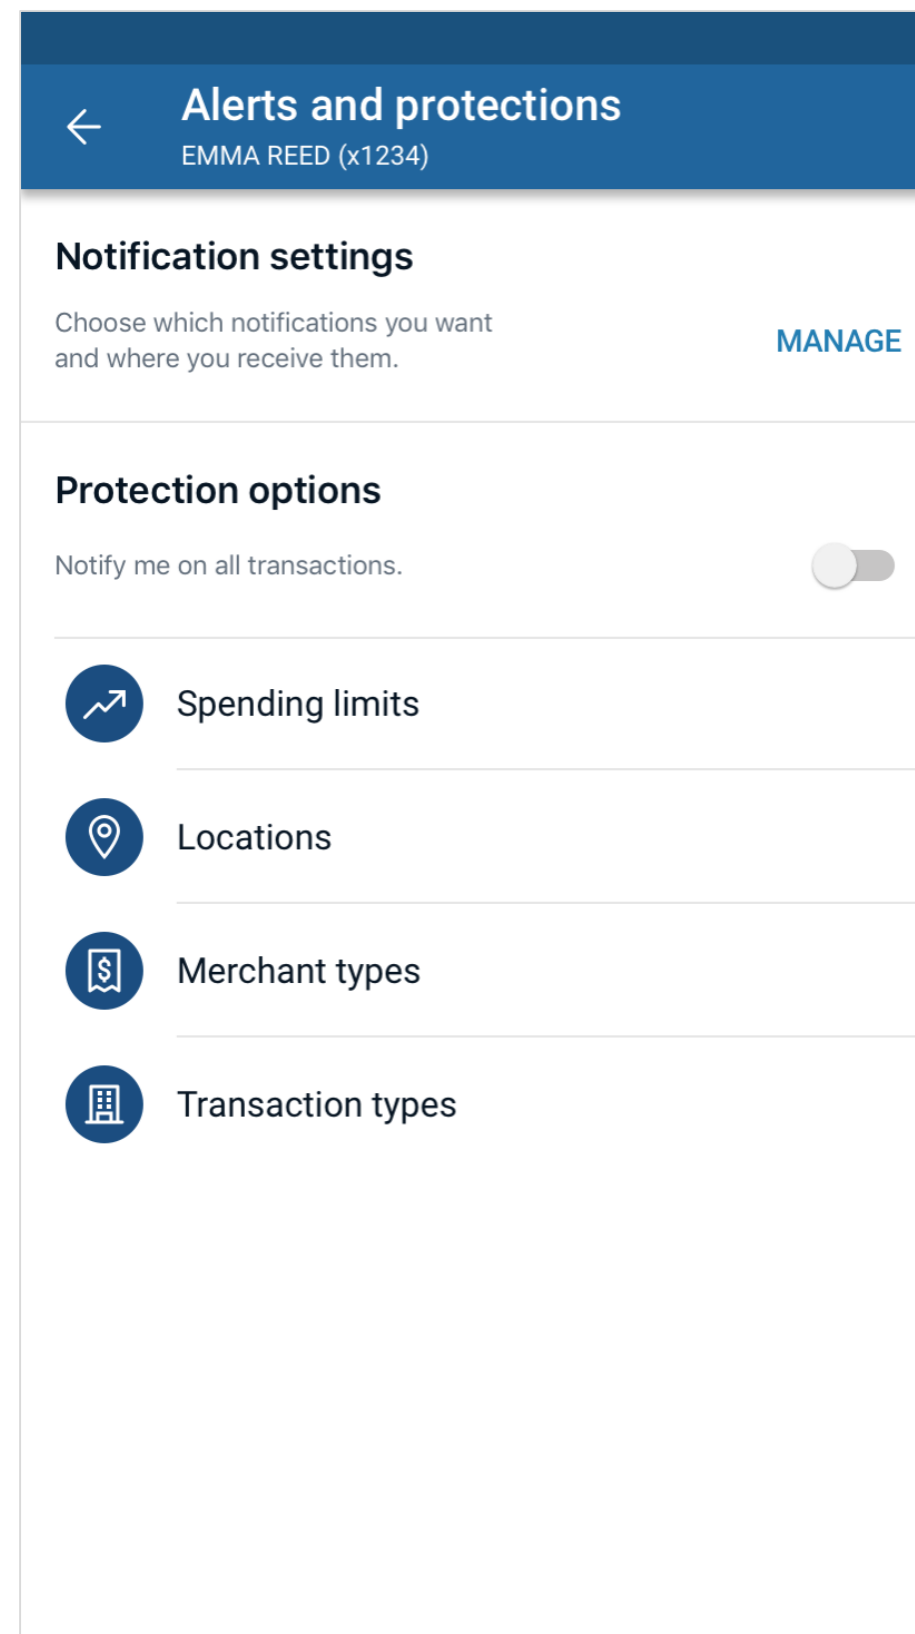 Alerts and protections
EMMA REED (x1234)
Notification settings
Choose which notifications you want
and where you receive them.
MANAGE
Protection options
Notify me on all transactions.
Spending limits
Locations
Merchant types
Transaction types